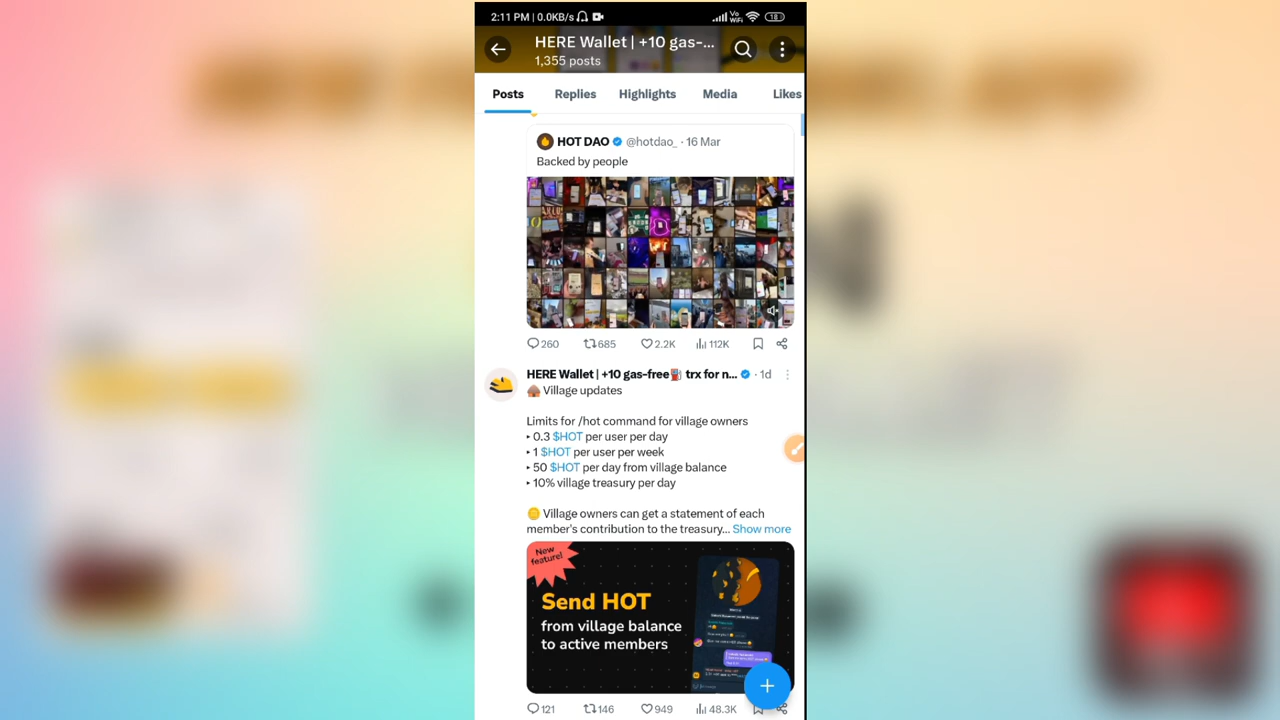 2:11 PM | 0.0KB/s
Vo
WiFi
18
HERE Wallet | +10 gas-...
1,355 posts
Posts
Replies
Highlights
Media
Likes
HOT DAO @hotdao_ · 16 Mar
Backed by people
260
685
2.2K
112K
HERE Wallet | +10 gas-free⛽ trx for n... · 1d
🛖 Village updates
Limits for /hot command for village owners
‣ 0.3 $HOT per user per day
‣ 1 $HOT per user per week
‣ 50 $HOT per day from village balance
‣ 10% village treasury per day
🪙 Village owners can get a statement of each
member's contribution to the treasury... Show more
New
feature!
Send HOT
from village balance
to active members
121
146
949
48.3K